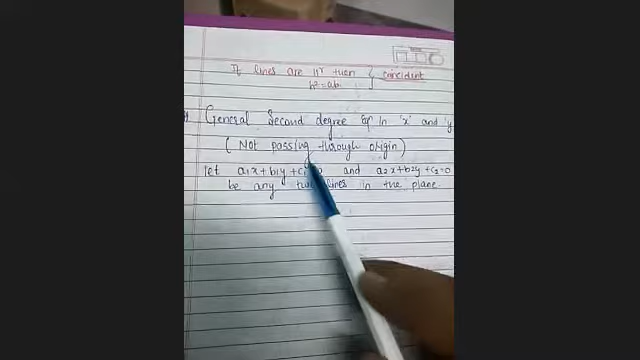 If lines are ll^r then } coincident
h²=ab.
General Second degree Eqⁿ in 'x' and 'y
( Not passing through origin )
let a₁x+b₁y+c₁=0 and a₂x+b₂y+c₂=0
be any two lines in the plane